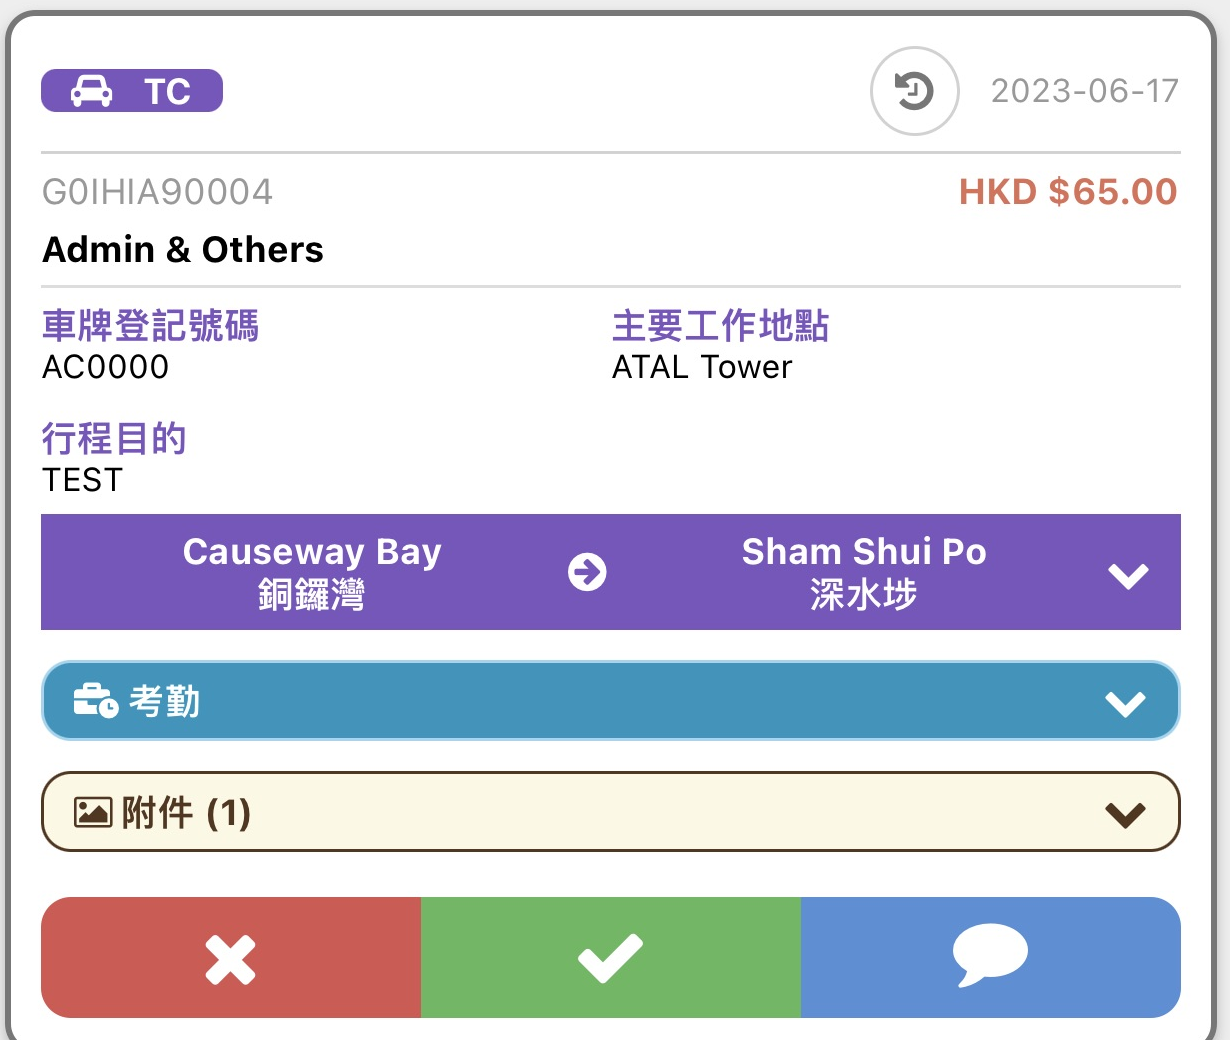 TC
2023-06-17
G0IHIA90004
HKD $65.00
Admin & Others
車牌登記號碼
AC0000
主要工作地點
ATAL Tower
行程目的
TEST
Causeway Bay
銅鑼灣
Sham Shui Po
深水埗
考勤
附件 (1)